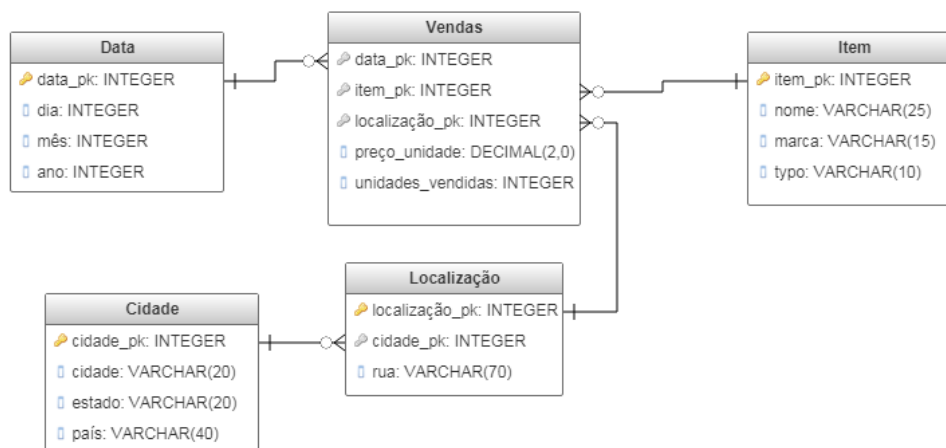 Data
data_pk: INTEGER
dia: INTEGER
mês: INTEGER
ano: INTEGER
Vendas
data_pk: INTEGER
item_pk: INTEGER
localização_pk: INTEGER
preço_unidade: DECIMAL(2,0)
unidades_vendidas: INTEGER
Item
item_pk: INTEGER
nome: VARCHAR(25)
marca: VARCHAR(15)
typo: VARCHAR(10)
Cidade
cidade_pk: INTEGER
cidade: VARCHAR(20)
estado: VARCHAR(20)
país: VARCHAR(40)
Localização
localização_pk: INTEGER
cidade_pk: INTEGER
rua: VARCHAR(70)